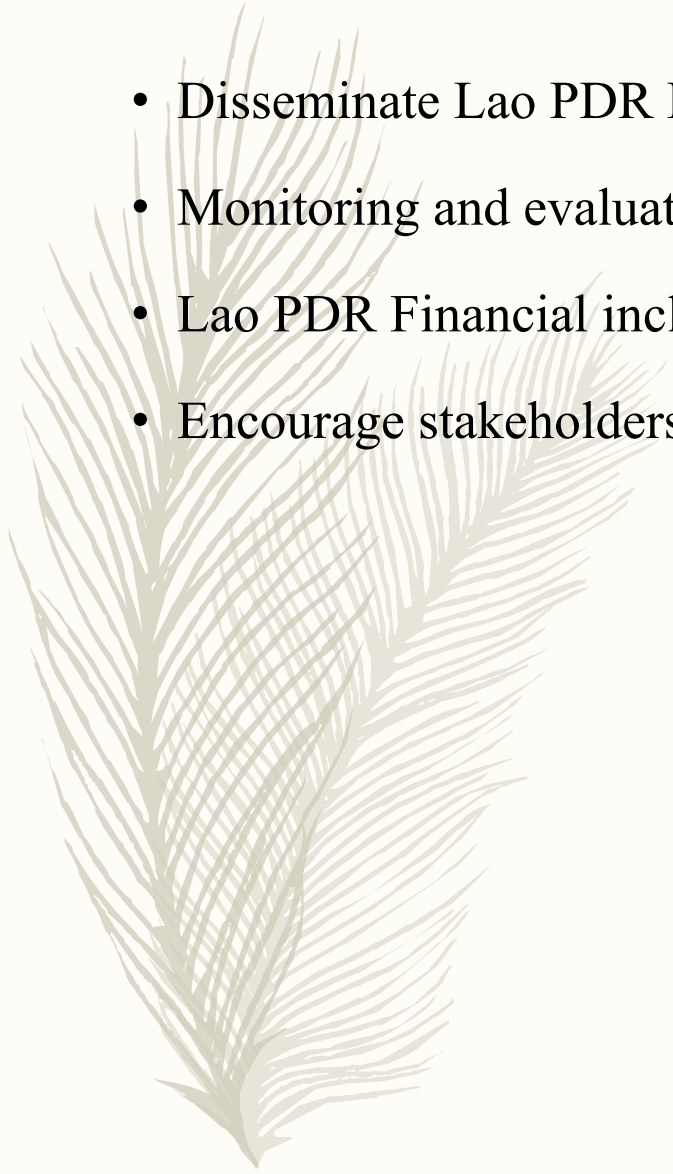 • Disseminate Lao PDR
• Monitoring and evaluat
• Lao PDR Financial incl
• Encourage stakeholders